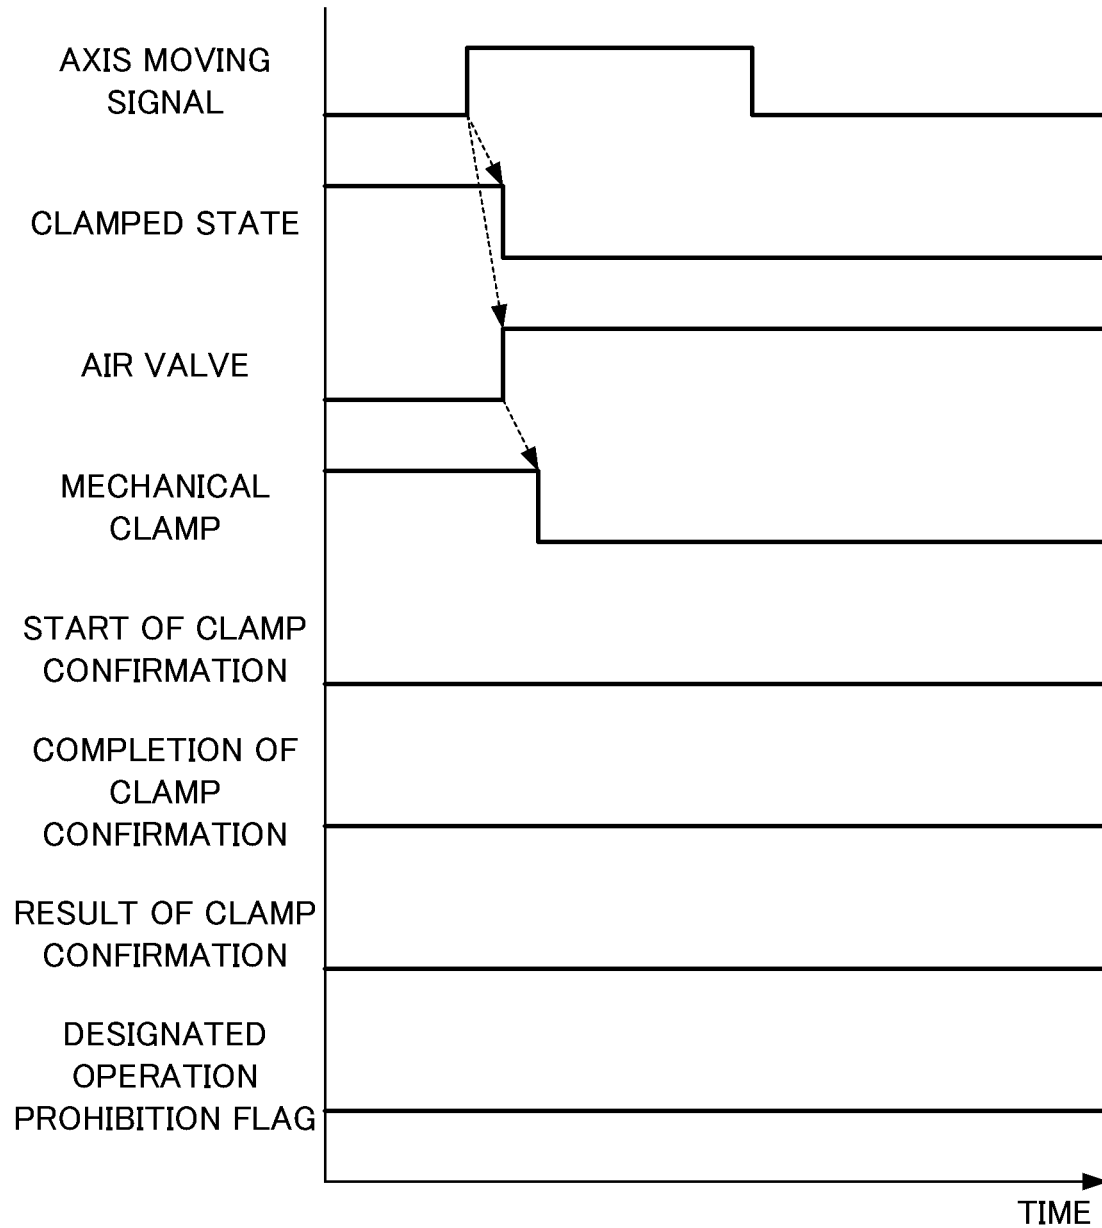 AXIS MOVING
SIGNAL
CLAMPED STATE
AIR VALVE
MECHANICAL
CLAMP
START OF CLAMP
CONFIRMATION
COMPLETION OF
CLAMP
CONFIRMATION
RESULT OF CLAMP
CONFIRMATION
DESIGNATED
OPERATION
PROHIBITION FLAG
TIME